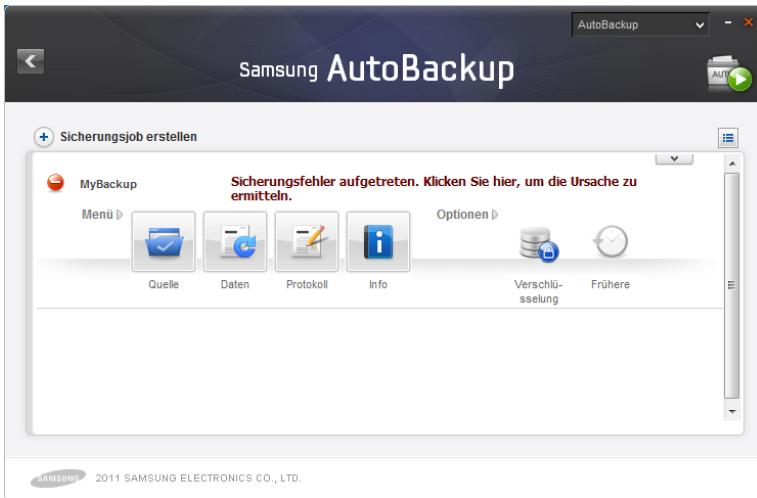 AutoBackup
Samsung AutoBackup
AUTO
Sicherungsjob erstellen
MyBackup
Sicherungsfehler aufgetreten. Klicken Sie hier, um die Ursache zu
ermitteln.
Menü
Optionen
Quelle
Daten
Protokoll
Info
Verschlü-
sselung
Frühere
SAMSUNG
2011 SAMSUNG ELECTRONICS CO., LTD.